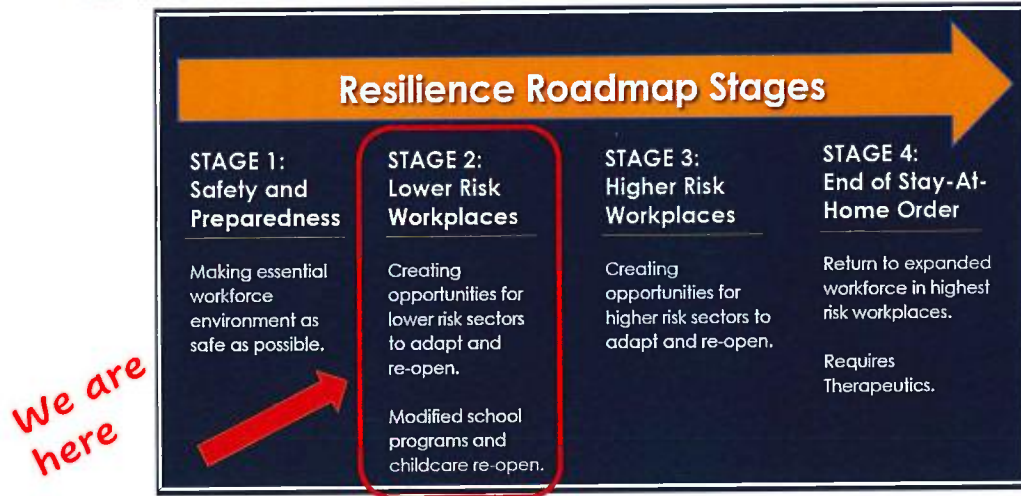 Resilience Roadmap Stages
STAGE 1:
Safety and
Preparedness
Making essential
workforce
environment as
safe as possible.
STAGE 2:
Lower Risk
Workplaces
Creating
opportunities for
lower risk sectors
to adapt and
re-open.
Modified school
programs and
childcare re-open.
STAGE 3:
Higher Risk
Workplaces
Creating
opportunities for
higher risk sectors to
adapt and re-open.
STAGE 4:
End of Stay-At-
Home Order
Return to expanded
workforce in highest
risk workplaces.
Requires
Therapeutics.
We are
here